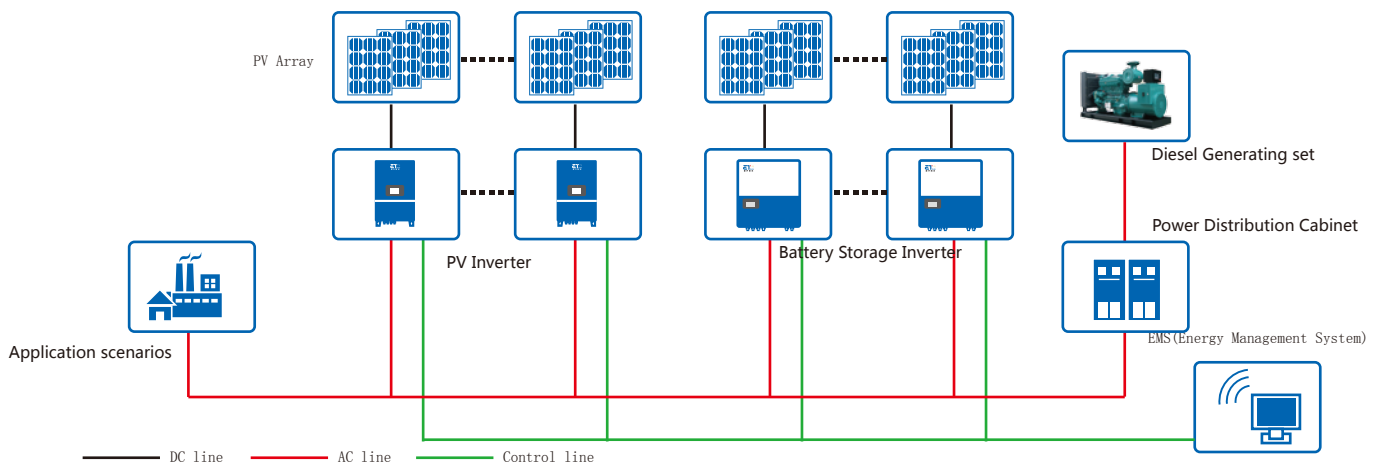 PV Array
Diesel Generating set
Power Distribution Cabinet
PV Inverter
Battery Storage Inverter
EMS(Energy Management System)
Application scenarios
DC line
AC line
Control line